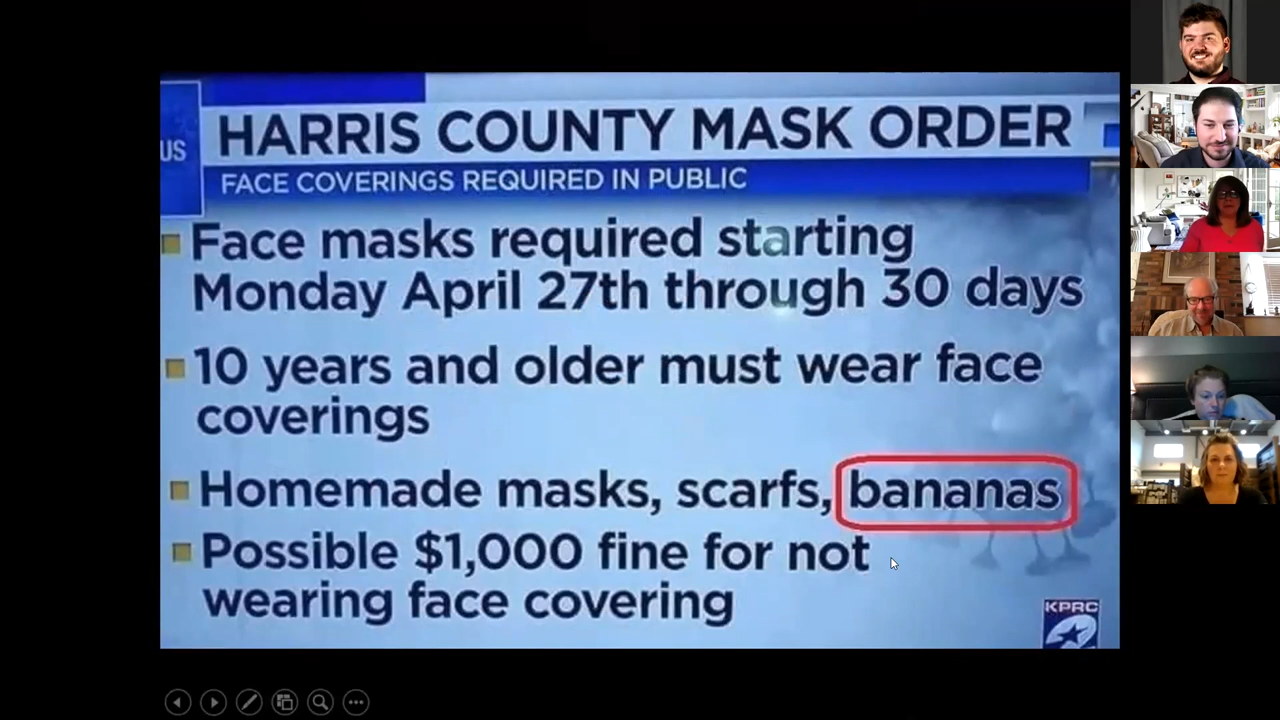 US
HARRIS COUNTY MASK ORDER
FACE COVERINGS REQUIRED IN PUBLIC
Face masks required starting
Monday April 27th through 30 days
10 years and older must wear face
coverings
Homemade masks, scarfs, bananas
Possible $1,000 fine for not
wearing face covering
KPRC
2